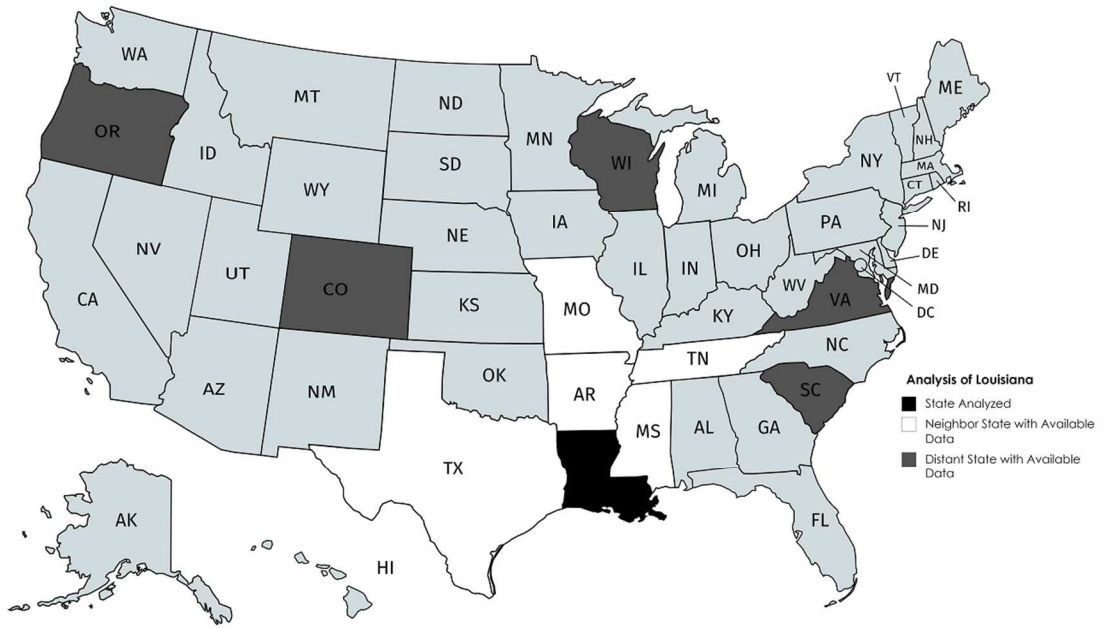 WA
OR
CA
NV
ID
MT
WY
UT
CO
AZ
NM
ND
SD
NE
KS
OK
TX
MN
IA
MO
AR
WI
IL
MS
MI
IN
OH
KY
TN
AL
GA
FL
SC
NC
VA
WV
PA
NY
VT
NH
ME
MA
CT
RI
NJ
DE
MD
DC
AK
HI
Analysis of Louisiana
State Analyzed
Neighbor State with Available
Data
Distant State with Available
Data